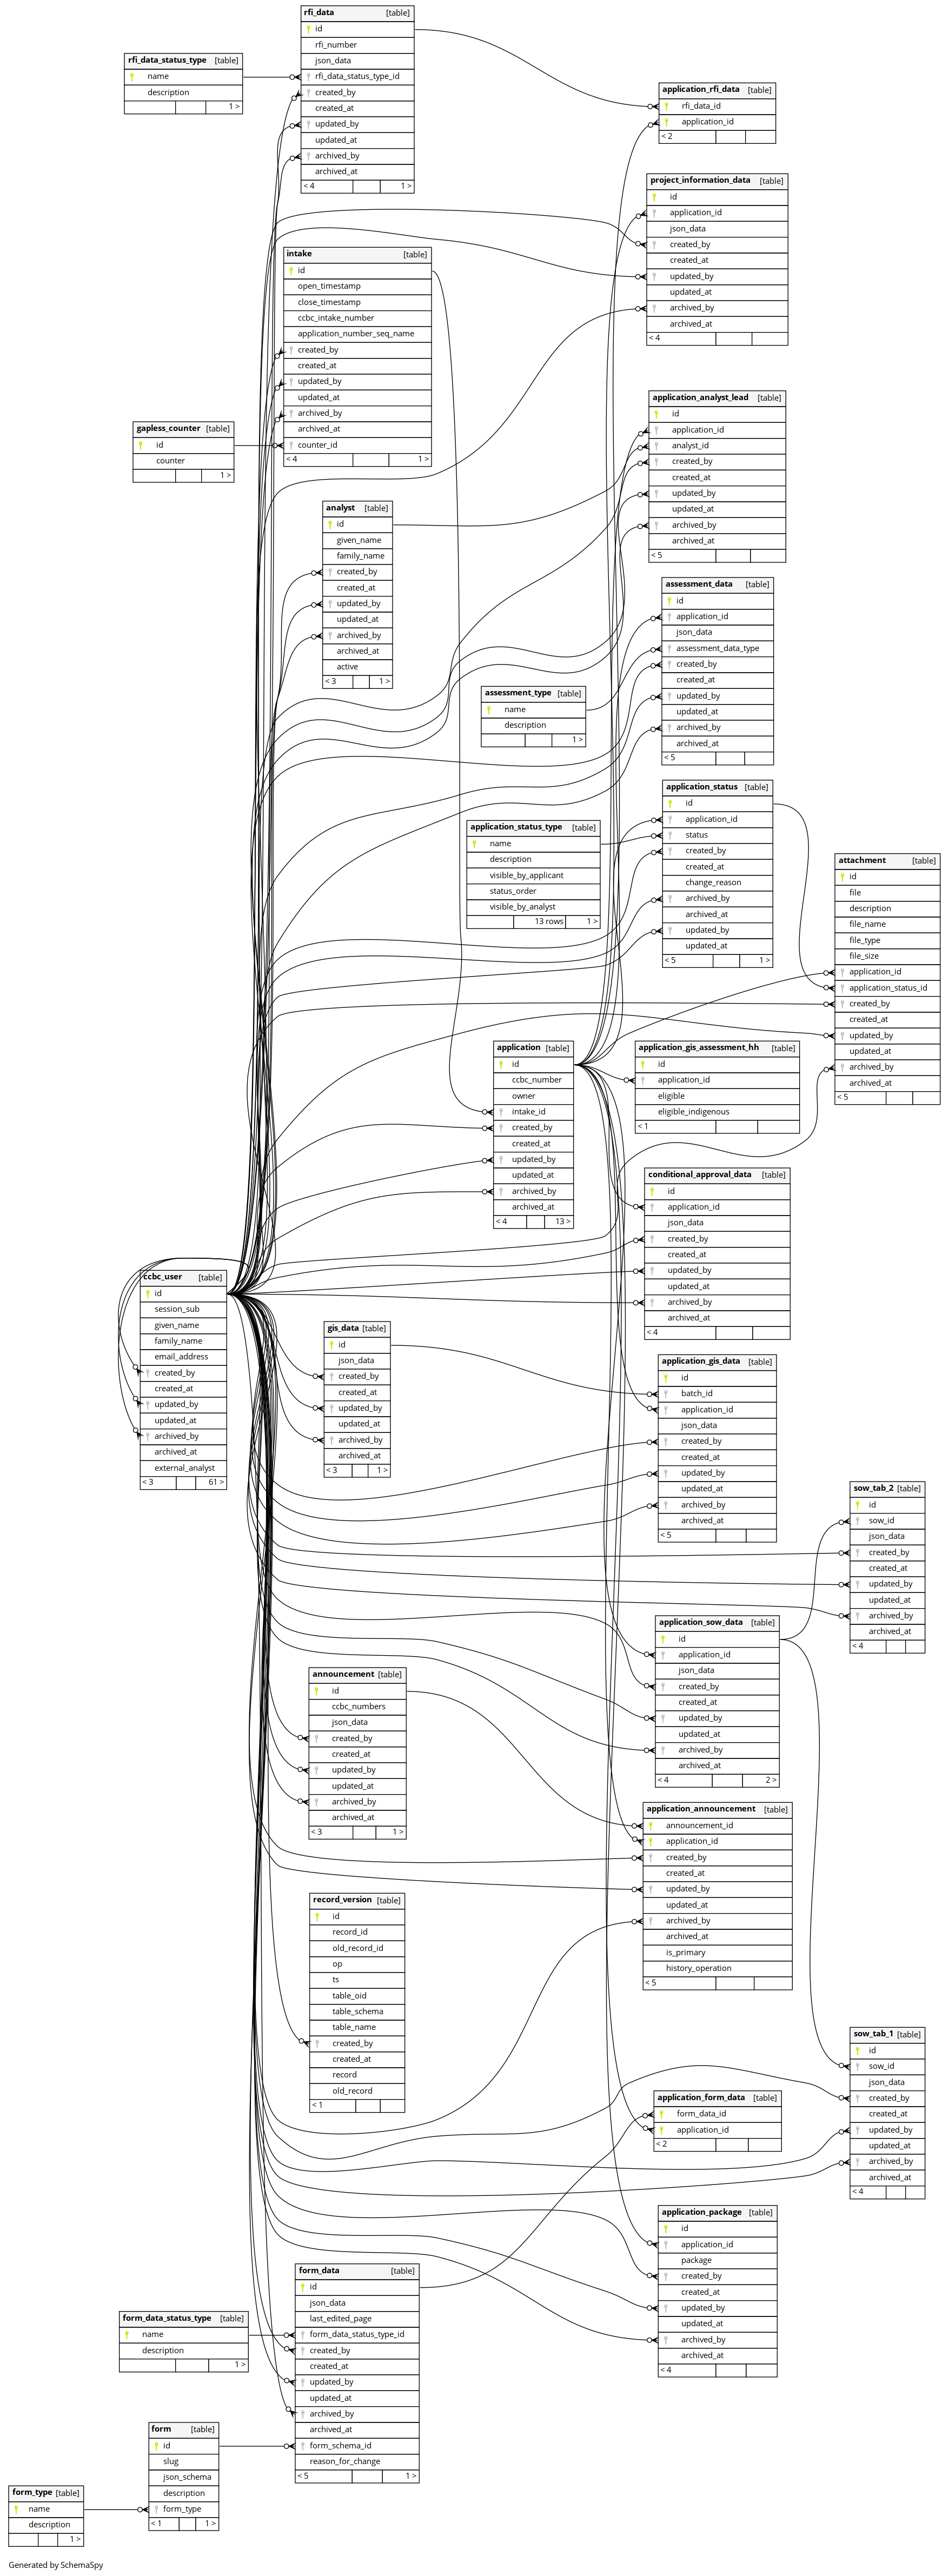 rfi_data [table]
id
rfi_number
json_data
rfi_data_status_type_id
created_by
created_at
updated_by
updated_at
archived_by
archived_at
< 4 1 >
rfi_data_status_type [table]
name
description
1 >
application_rfi_data [table]
rfi_data_id
application_id
< 2
project_information_data [table]
id
application_id
json_data
created_by
created_at
updated_by
updated_at
archived_by
archived_at
< 4
intake [table]
id
open_timestamp
close_timestamp
ccbc_intake_number
application_number_seq_name
created_by
created_at
updated_by
updated_at
archived_by
archived_at
counter_id
< 4 1 >
gapless_counter [table]
id
counter
1 >
application_analyst_lead [table]
id
application_id
analyst_id
created_by
created_at
updated_by
updated_at
archived_by
archived_at
< 5
analyst [table]
id
given_name
family_name
created_by
created_at
updated_by
updated_at
archived_by
archived_at
active
< 3 1 >
assessment_data [table]
id
application_id
json_data
assessment_data_type
created_by
created_at
updated_by
updated_at
archived_by
archived_at
< 5
assessment_type [table]
name
description
1 >
application_status [table]
id
application_id
status
created_by
created_at
change_reason
archived_by
archived_at
updated_by
updated_at
< 5 1 >
application_status_type [table]
name
description
visible_by_applicant
status_order
visible_by_analyst
13 rows 1 >
attachment [table]
id
file
description
file_name
file_type
file_size
application_id
application_status_id
created_by
created_at
updated_by
updated_at
archived_by
archived_at
< 5
application [table]
id
ccbc_number
owner
intake_id
created_by
created_at
updated_by
updated_at
archived_by
archived_at
< 4 13 >
application_gis_assessment_hh [table]
id
application_id
eligible
eligible_indigenous
< 1
conditional_approval_data [table]
id
application_id
json_data
created_by
created_at
updated_by
updated_at
archived_by
archived_at
< 4
ccbc_user [table]
id
session_sub
given_name
family_name
email_address
created_by
created_at
updated_by
updated_at
archived_by
archived_at
external_analyst
< 3 61 >
gis_data [table]
id
json_data
created_by
created_at
updated_by
updated_at
archived_by
archived_at
< 3 1 >
application_gis_data [table]
id
batch_id
application_id
json_data
created_by
created_at
updated_by
updated_at
archived_by
archived_at
< 5
sow_tab_2 [table]
id
sow_id
json_data
created_by
created_at
updated_by
updated_at
archived_by
archived_at
< 4
application_sow_data [table]
id
application_id
json_data
created_by
created_at
updated_by
updated_at
archived_by
archived_at
< 4 2 >
announcement [table]
id
ccbc_numbers
json_data
created_by
created_at
updated_by
updated_at
archived_by
archived_at
< 3 1 >
application_announcement [table]
announcement_id
application_id
created_by
created_at
updated_by
updated_at
archived_by
archived_at
is_primary
history_operation
< 5
record_version [table]
id
record_id
old_record_id
op
ts
table_oid
table_schema
table_name
created_by
created_at
record
old_record
< 1
sow_tab_1 [table]
id
sow_id
json_data
created_by
created_at
updated_by
updated_at
archived_by
archived_at
< 4
application_form_data [table]
form_data_id
application_id
< 2
application_package [table]
id
application_id
package
created_by
created_at
updated_by
updated_at
archived_by
archived_at
< 4
form_data [table]
id
json_data
last_edited_page
form_data_status_type_id
created_by
created_at
updated_by
updated_at
archived_by
archived_at
form_schema_id
reason_for_change
< 5 1 >
form_data_status_type [table]
name
description
1 >
form [table]
id
slug
json_schema
description
form_type
< 1 1 >
form_type [table]
name
description
1 >
Generated by SchemaSpy